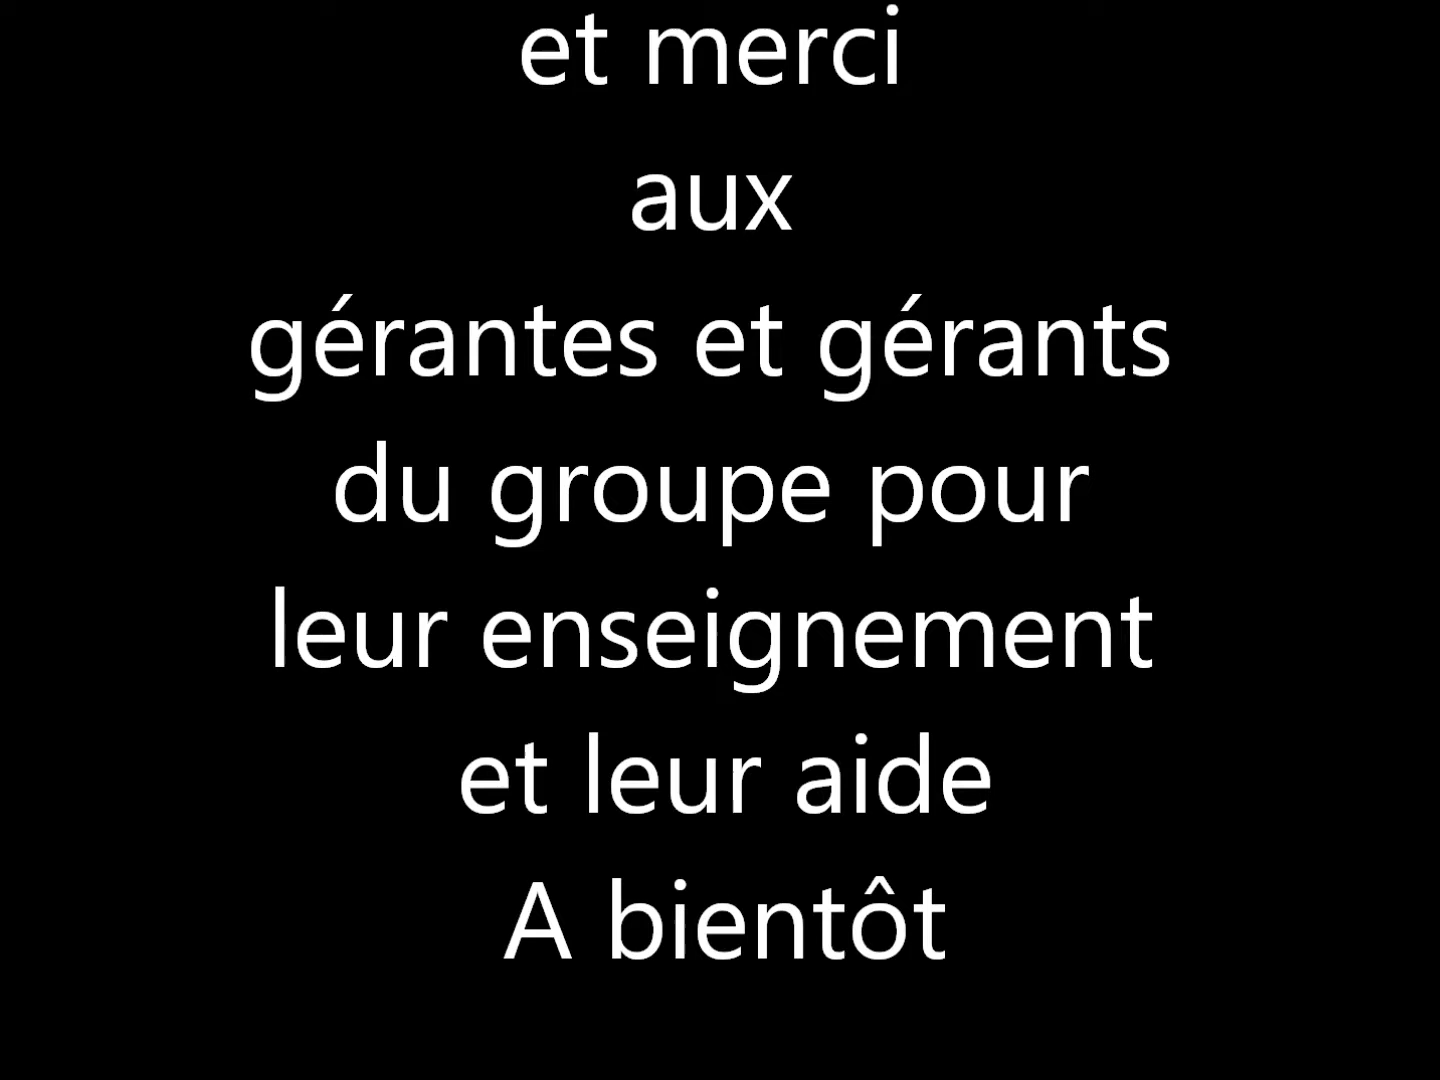 et merci
aux
gérantes et gérants
du groupe pour
leur enseignement
et leur aide
A bientôt